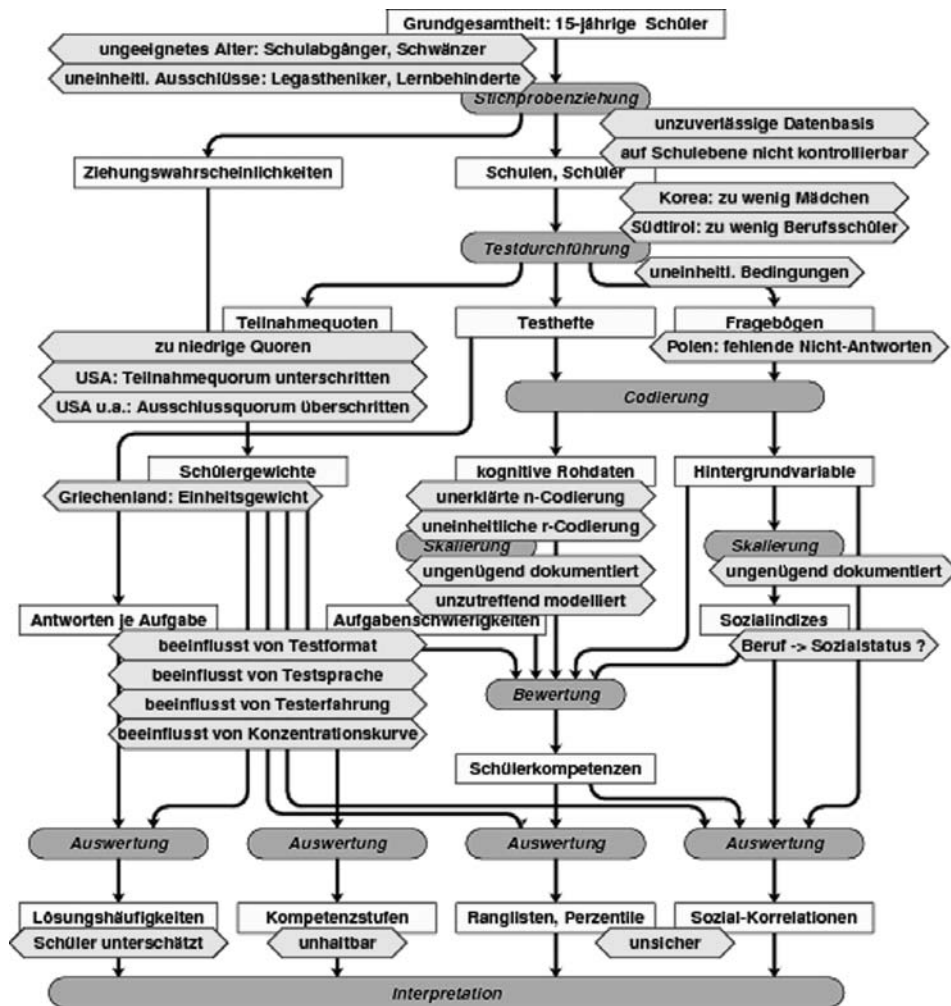 Grundgesamtheit: 15-jährige Schüler
ungeeignetes Alter: Schulabgänger, Schwänzer
uneinheitl. Ausschlüsse: Legastheniker, Lernbehinderte
Stichprobenziehung
unzuverlässige Datenbasis
auf Schulebene nicht kontrollierbar
Ziehungswahrscheinlichkeiten
Schulen, Schüler
Korea: zu wenig Mädchen
Südtirol: zu wenig Berufsschüler
Testdurchführung
uneinheitl. Bedingungen
Teilnahmequoten
Testhefte
Fragebögen
zu niedrige Quoren
Polen: fehlende Nicht-Antworten
USA: Teilnahmequorum unterschritten
USA u.a.: Ausschlussquorum überschritten
Codierung
Schülergewichte
kognitive Rohdaten
Hintergrundvariable
Griechenland: Einheitsgewicht
unerklärte n-Codierung
uneinheitliche r-Codierung
Skalierung
Skalierung
ungenügend dokumentiert
ungenügend dokumentiert
unzutreffend modelliert
Antworten je Aufgabe
Aufgabenschwierigkeiten
Sozialindizes
beeinflusst von Testformat
Beruf -> Sozialstatus ?
beeinflusst von Testsprache
Bewertung
beeinflusst von Testerfahrung
beeinflusst von Konzentrationskurve
Schülerkompetenzen
Auswertung
Auswertung
Auswertung
Auswertung
Lösungshäufigkeiten
Kompetenzstufen
Ranglisten, Perzentile
Sozial-Korrelationen
Schüler unterschätzt
unhaltbar
unsicher
Interpretation